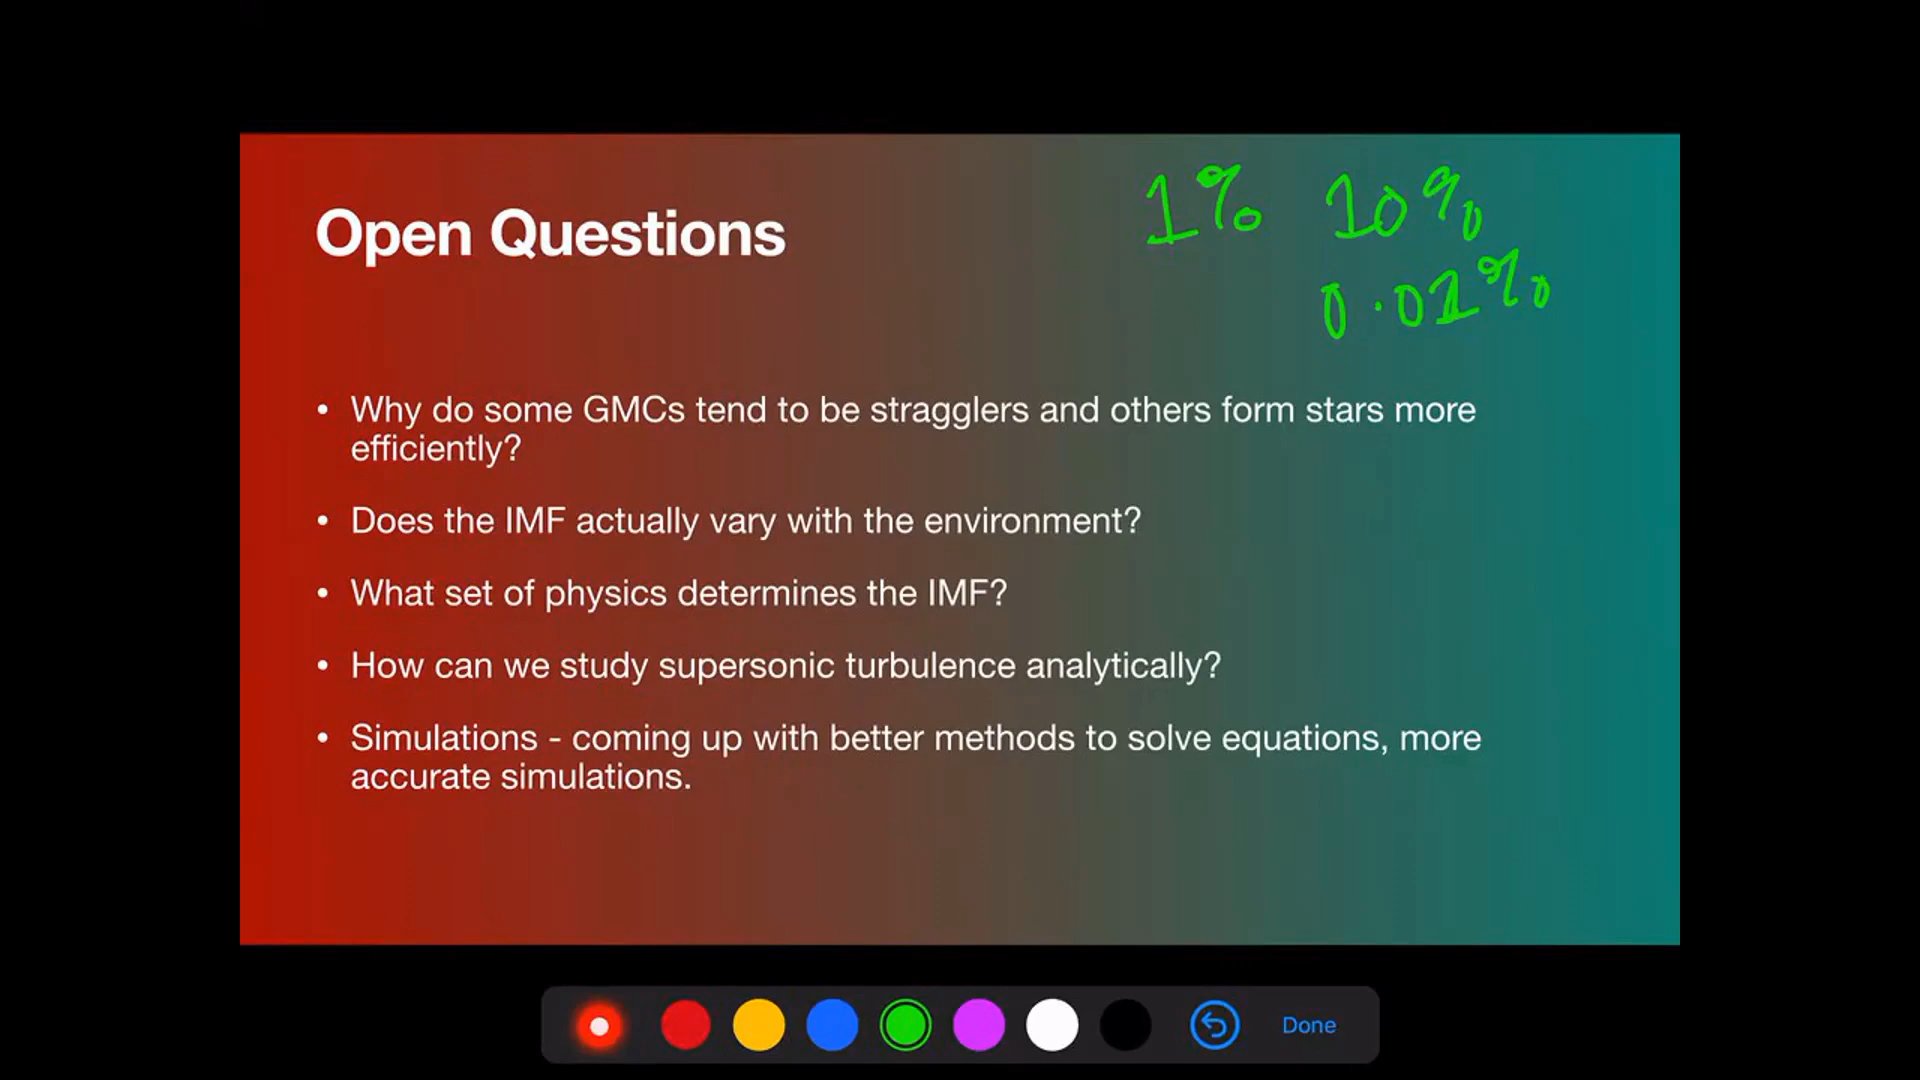 1% 10%
Open Questions
0.01%
• Why do some GMCs tend to be stragglers and others form stars more
efficiently?
• Does the IMF actually vary with the environment?
• What set of physics determines the IMF?
• How can we study supersonic turbulence analytically?
• Simulations - coming up with better methods to solve equations, more
accurate simulations.
Done